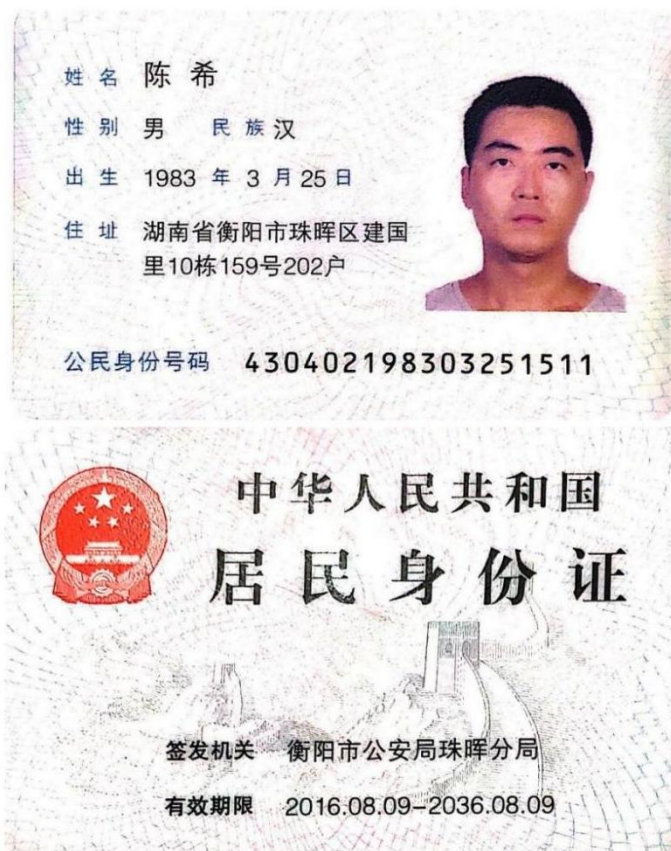 姓名 陈希
性别 男 民族 汉
出生 1983 年 3 月 25 日
住址 湖南省衡阳市珠晖区建国
里10栋159号202户
公民身份号码 430402198303251511
中华人民共和国
居民身份证
签发机关 衡阳市公安局珠晖分局
有效期限 2016.08.09-2036.08.09